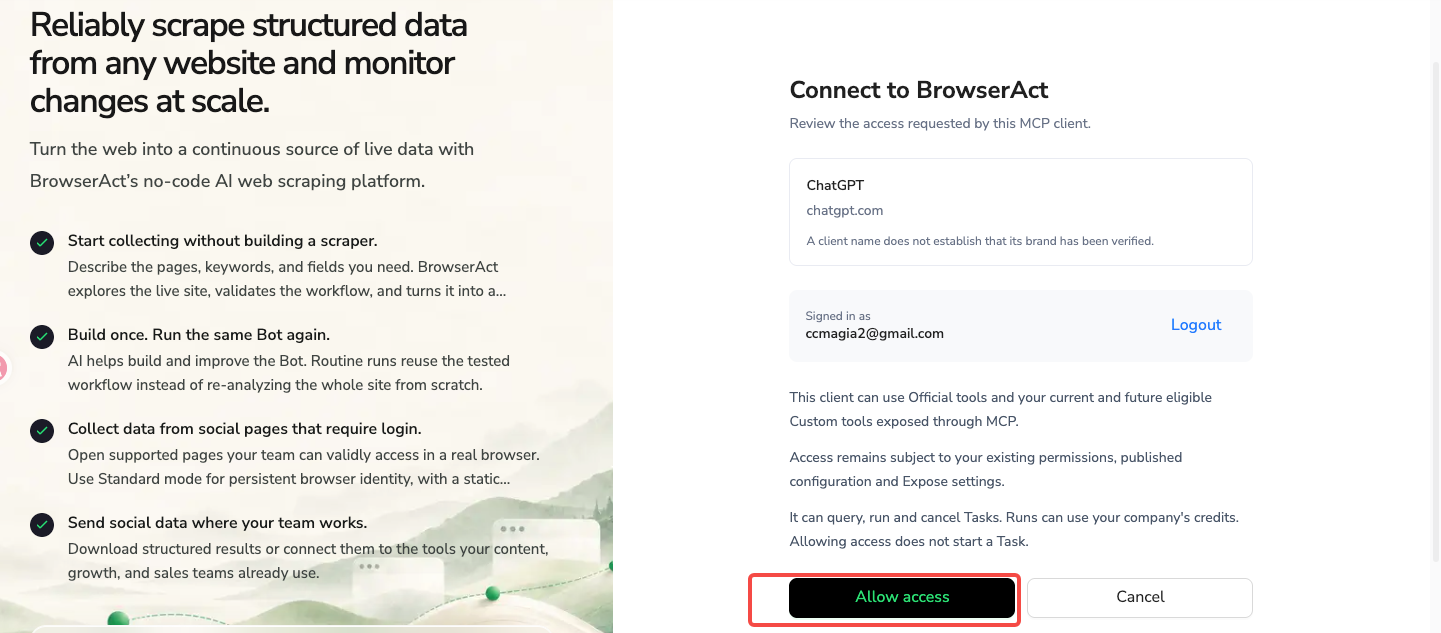 Reliably scrape structured data
from any website and monitor
changes at scale.
Turn the web into a continuous source of live data with
BrowserAct’s no-code AI web scraping platform.
Start collecting without building a scraper.
Describe the pages, keywords, and fields you need. BrowserAct
explores the live site, validates the workflow, and turns it into a...
Build once. Run the same Bot again.
AI helps build and improve the Bot. Routine runs reuse the tested
workflow instead of re-analyzing the whole site from scratch.
Collect data from social pages that require login.
Open supported pages your team can validly access in a real browser.
Use Standard mode for persistent browser identity, with a static...
Send social data where your team works.
Download structured results or connect them to the tools your content,
growth, and sales teams already use.
Connect to BrowserAct
Review the access requested by this MCP client.
ChatGPT
chatgpt.com
A client name does not establish that its brand has been verified.
Signed in as
ccmagia2@gmail.com
Logout
This client can use Official tools and your current and future eligible
Custom tools exposed through MCP.
Access remains subject to your existing permissions, published
configuration and Expose settings.
It can query, run and cancel Tasks. Runs can use your company's credits.
Allowing access does not start a Task.
Allow access
Cancel